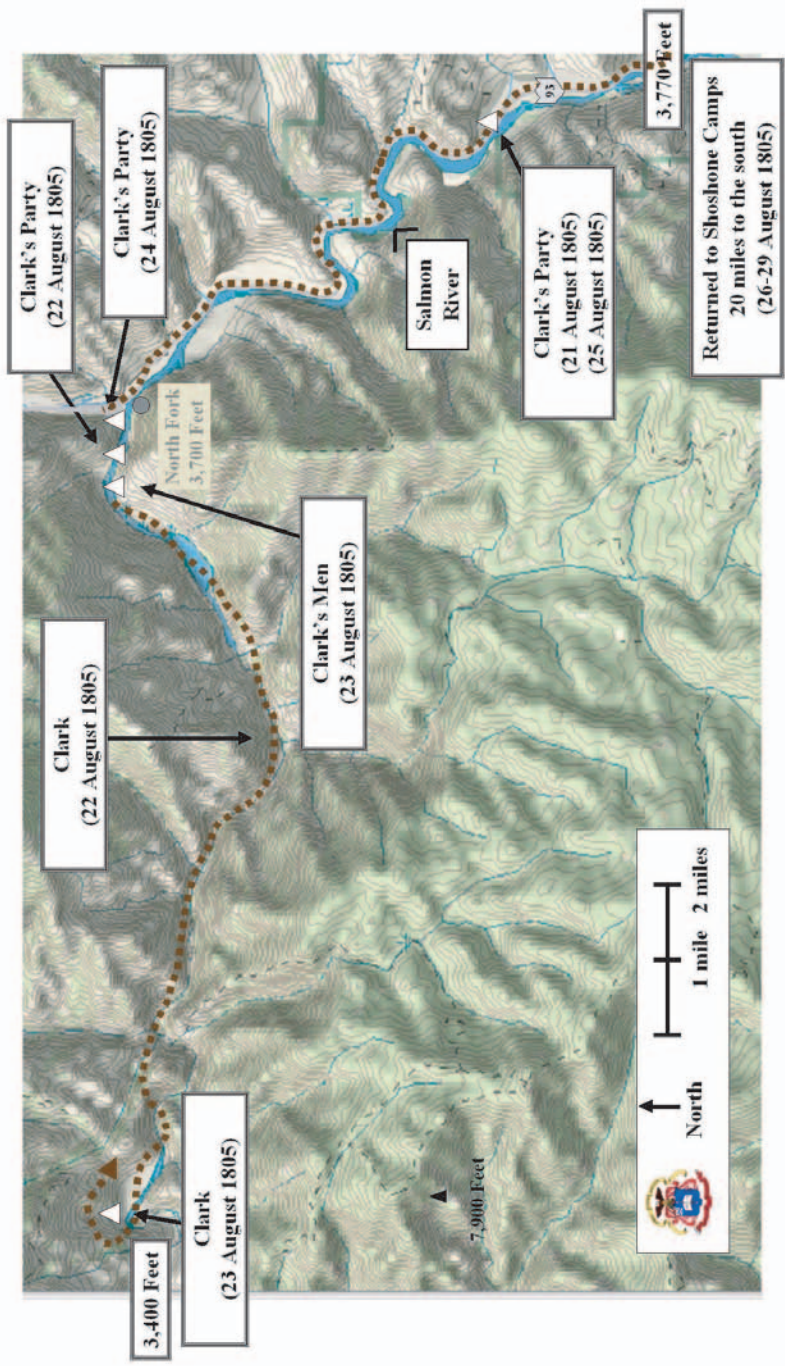 Clark's Party
(22 August 1805)
Clark's Party
(24 August 1805)
Clark
(22 August 1805)
North Fork
3,700 Feet
Clark's Men
(23 August 1805)
Salmon
River
Clark's Party
(21 August 1805)
(25 August 1805)
93
3,770 Feet
Returned to Shoshone Camps
20 miles to the south
(26-29 August 1805)
Clark
(23 August 1805)
3,400 Feet
7,900 Feet
North
1 mile 2 miles